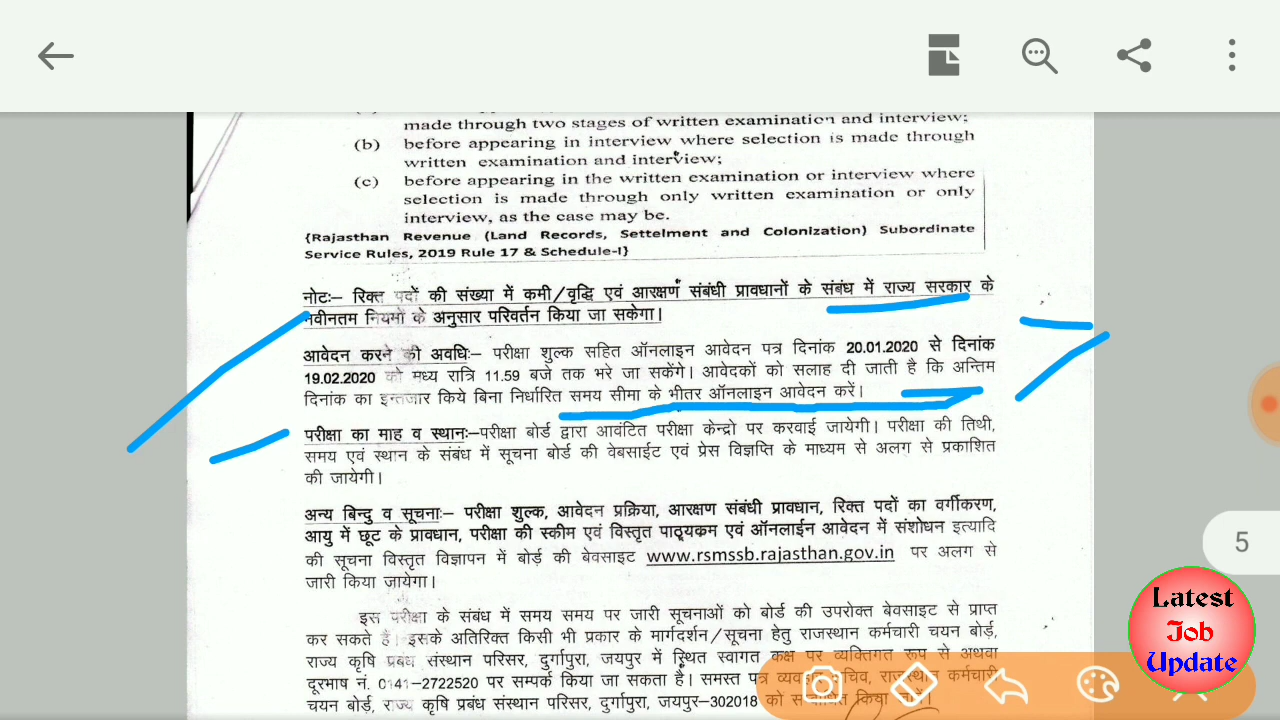 made through two stages of written examination and interview;
(b) before appearing in interview where selection is made through
written examination and interview;
(c) before appearing in the written examination or interview where
selection is made through only written examination or only
interview, as the case may be.
{Rajasthan Revenue (Land Records, Settelment and Colonization) Subordinate
Service Rules, 2019 Rule 17 & Schedule-I}
नोटः– रिक्त पदों की संख्या में कमी/वृद्धि एवं आरक्षण संबंधी प्रावधानों के संबंध में राज्य सरकार के
नवीनतम नियमों के अनुसार परिवर्तन किया जा सकेगा।
आवेदन करने की अवधिः– परीक्षा शुल्क सहित ऑनलाइन आवेदन पत्र दिनांक 20.01.2020 से दिनांक
19.02.2020 को मध्य रात्रि 11.59 बजे तक भरे जा सकेंगे। आवेदकों को सलाह दी जाती है कि अन्तिम
दिनांक का इन्तजार किये बिना निर्धारित समय सीमा के भीतर ऑनलाइन आवेदन करें।
परीक्षा का माह व स्थानः–परीक्षा बोर्ड द्वारा आवंटित परीक्षा केन्द्रो पर करवाई जायेगी। परीक्षा की तिथी,
समय एवं स्थान के संबंध में सूचना बोर्ड की वेबसाईट एवं प्रेस विज्ञप्ति के माध्यम से अलग से प्रकाशित
की जायेगी।
अन्य बिन्दु व सूचनाः– परीक्षा शुल्क, आवेदन प्रक्रिया, आरक्षण संबंधी प्रावधान, रिक्त पदों का वर्गीकरण,
आयु में छूट के प्रावधान, परीक्षा की स्कीम एवं विस्तृत पाठ्यक्रम एवं ऑनलाईन आवेदन में संशोधन इत्यादि
की सूचना विस्तृत विज्ञापन में बोर्ड की बेवसाइट www.rsmssb.rajasthan.gov.in पर अलग से
जारी किया जायेगा।
इस परीक्षा के संबंध में समय समय पर जारी सूचनाओं को बोर्ड की उपरोक्त बेवसाइट से प्राप्त
कर सकते है। इसके अतिरिक्त किसी भी प्रकार के मार्गदर्शन/सूचना हेतु राजस्थान कर्मचारी चयन बोर्ड,
राज्य कृषि प्रबंध संस्थान परिसर, दुर्गापुरा, जयपुर में स्थित स्वागत कक्ष पर व्यक्तिगत रूप से अथवा
दूरभाष नं. 0141–2722520 पर सम्पर्क किया जा सकता है। समस्त पत्र कर्मचारी
चयन बोर्ड, राज्य कृषि प्रबंध संस्थान परिसर, दुर्गापुरा, जयपुर–302018 को
5
Latest
Job
Update